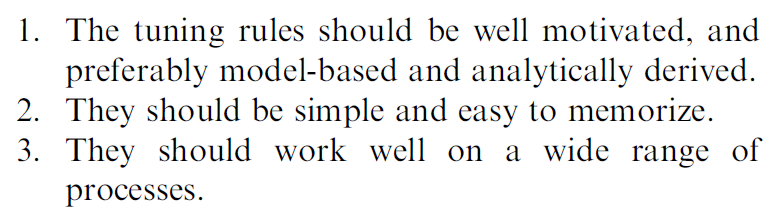 1. The tuning rules should be well motivated, and
preferably model-based and analytically derived.
2. They should be simple and easy to memorize.
3. They should work well on a wide range of
processes.